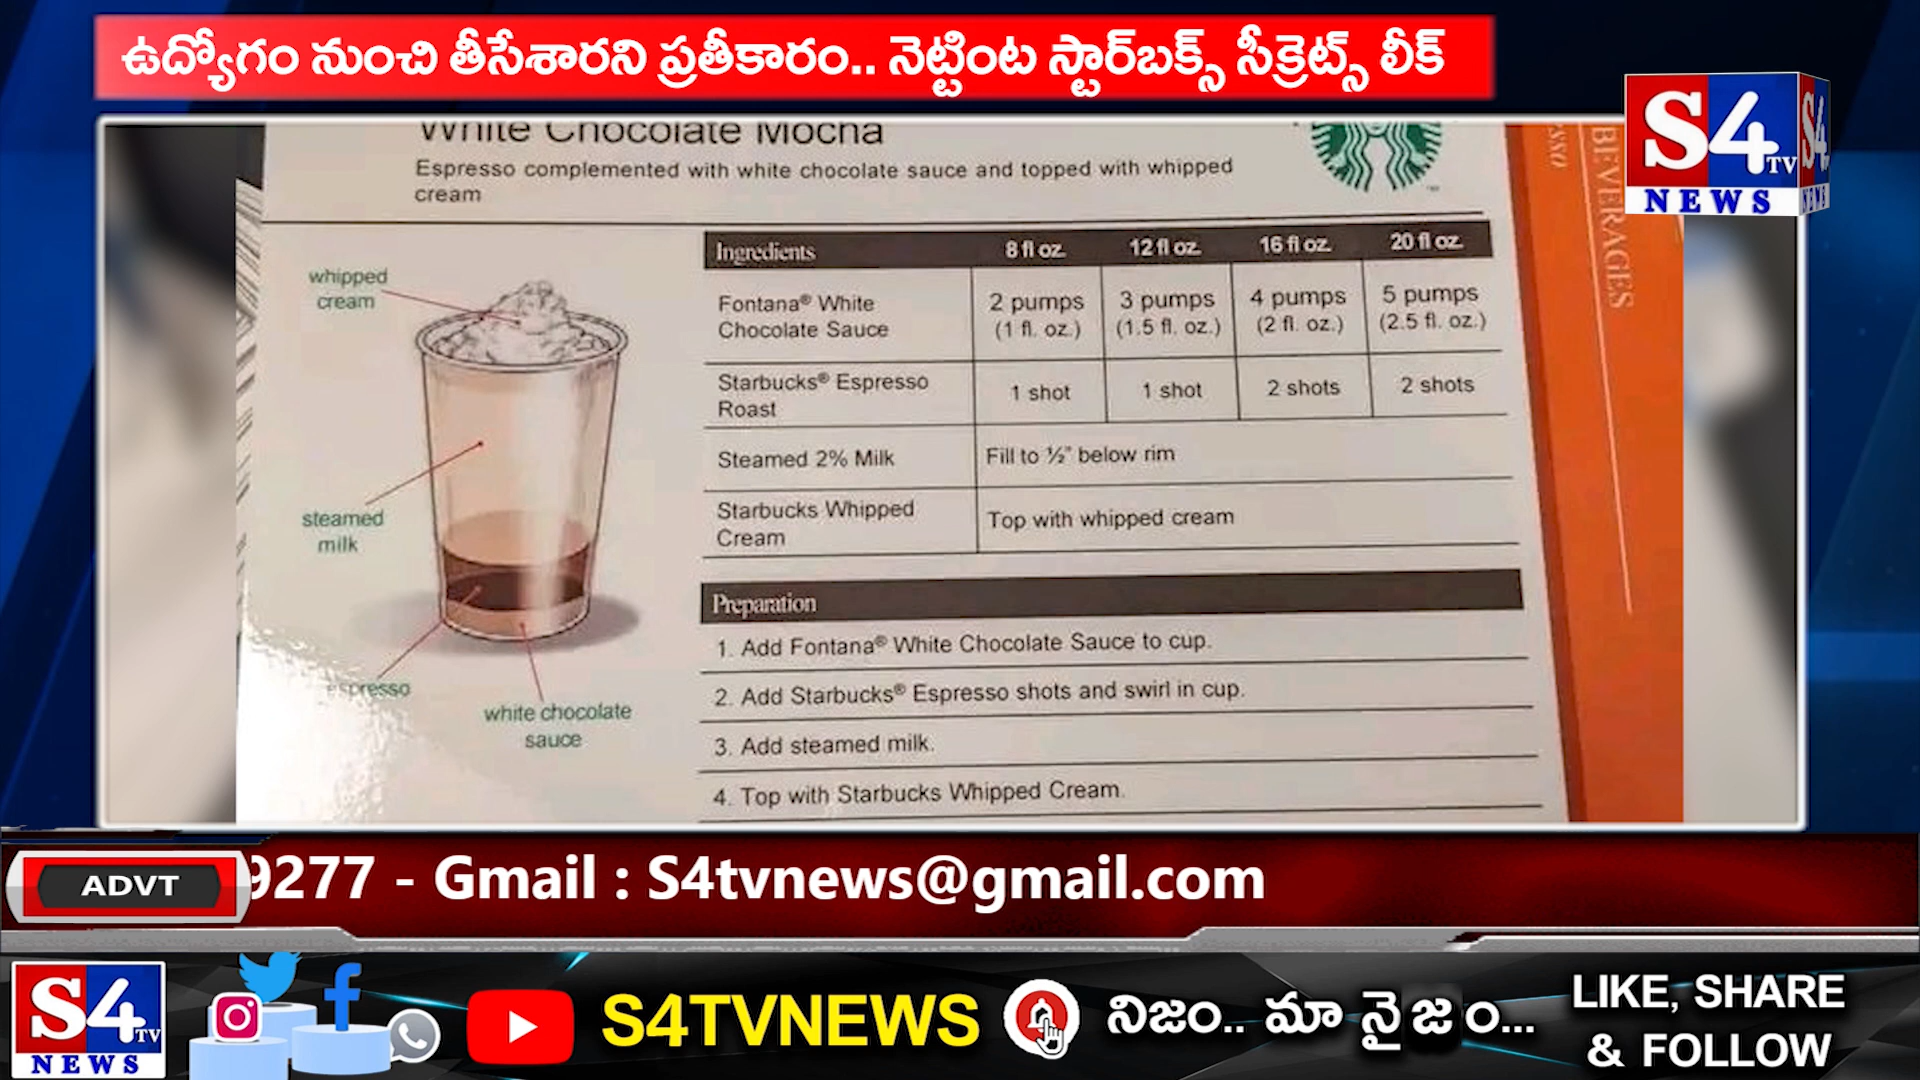 ఉద్యోగం నుంచి తీసేశారని ప్రతీకారం.. నెట్టింట స్టార్‌బక్స్ సీక్రెట్స్ లీక్
S4
TV
NEWS
S4
TV
NEWS
White Chocolate Mocha
Espresso complemented with white chocolate sauce and topped with whipped
cream
BEVERAGES
whipped
cream
steamed
milk
espresso
white chocolate
sauce
Ingredients 8 fl oz. 12 fl oz. 16 fl oz. 20 fl oz.
Fontana® White 2 pumps 3 pumps 4 pumps 5 pumps
Chocolate Sauce (1 fl. oz.) (1.5 fl. oz.) (2 fl. oz.) (2.5 fl. oz.)
Starbucks® Espresso
Roast 1 shot 1 shot 2 shots 2 shots
Steamed 2% Milk Fill to ½" below rim
Starbucks Whipped
Cream Top with whipped cream
Preparation
1. Add Fontana® White Chocolate Sauce to cup.
2. Add Starbucks® Espresso shots and swirl in cup.
3. Add steamed milk.
4. Top with Starbucks Whipped Cream.
ADVT 9277 - Gmail : S4tvnews@gmail.com
S4
TV
NEWS
S4TVNEWS
నిజం.. మా నైజం...
LIKE, SHARE
& FOLLOW